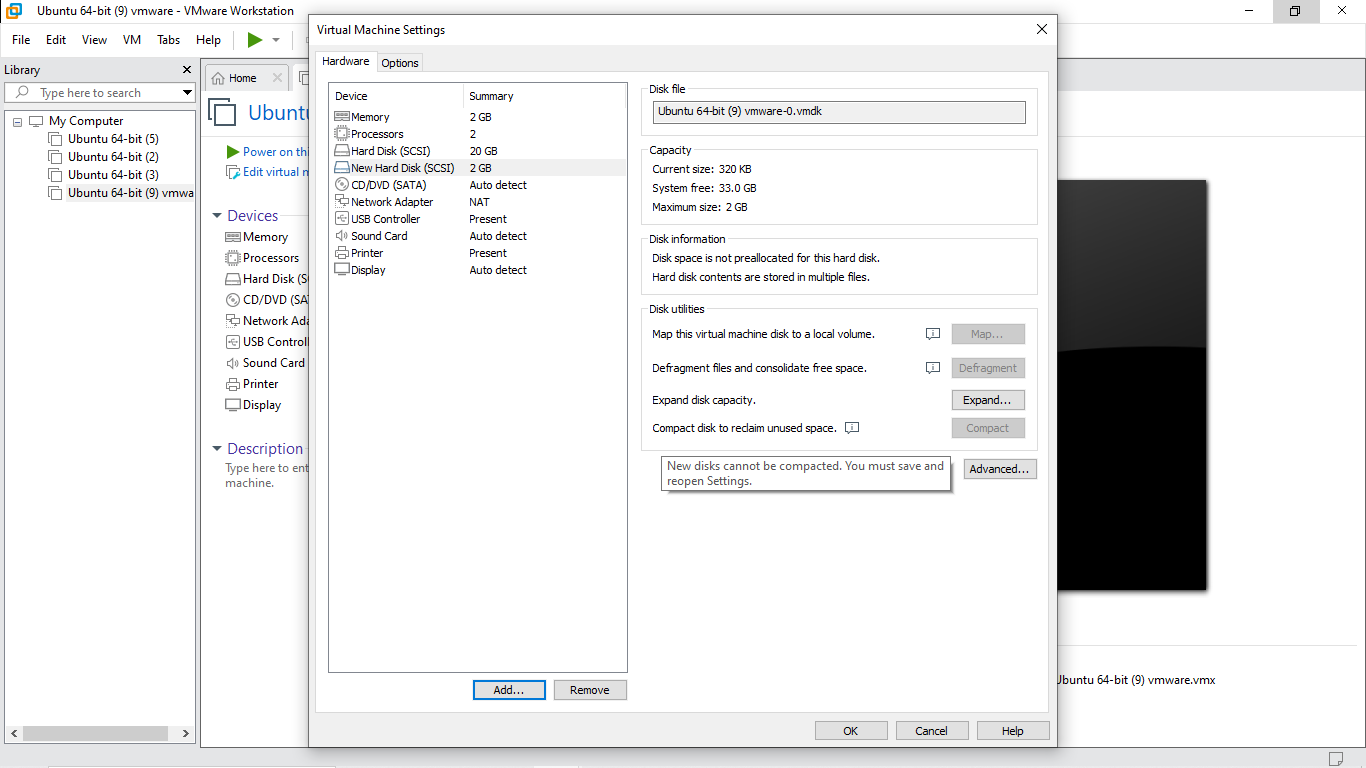 Ubuntu 64-bit (9) vmware - VMware Workstation
File Edit View VM Tabs Help
Library
Type here to search
My Computer
Ubuntu 64-bit (5)
Ubuntu 64-bit (2)
Ubuntu 64-bit (3)
Ubuntu 64-bit (9) vmwa
Home
Ubunt
Power on thi
Edit virtual m
Devices
Memory
Processors
Hard Disk (S
CD/DVD (SA
Network Ada
USB Control
Sound Card
Printer
Display
Description
Type here to ent
machine.
Virtual Machine Settings
Hardware Options
Device Summary
Memory 2 GB
Processors 2
Hard Disk (SCSI) 20 GB
New Hard Disk (SCSI) 2 GB
CD/DVD (SATA) Auto detect
Network Adapter NAT
USB Controller Present
Sound Card Auto detect
Printer Present
Display Auto detect
Add... Remove
Disk file
Ubuntu 64-bit (9) vmware-0.vmdk
Capacity
Current size: 320 KB
System free: 33.0 GB
Maximum size: 2 GB
Disk information
Disk space is not preallocated for this hard disk.
Hard disk contents are stored in multiple files.
Disk utilities
Map this virtual machine disk to a local volume. Map...
Defragment files and consolidate free space. Defragment
Expand disk capacity. Expand...
Compact disk to reclaim unused space. Compact
New disks cannot be compacted. You must save and
reopen Settings.
Advanced...
OK Cancel Help
Ubuntu 64-bit (9) vmware.vmx